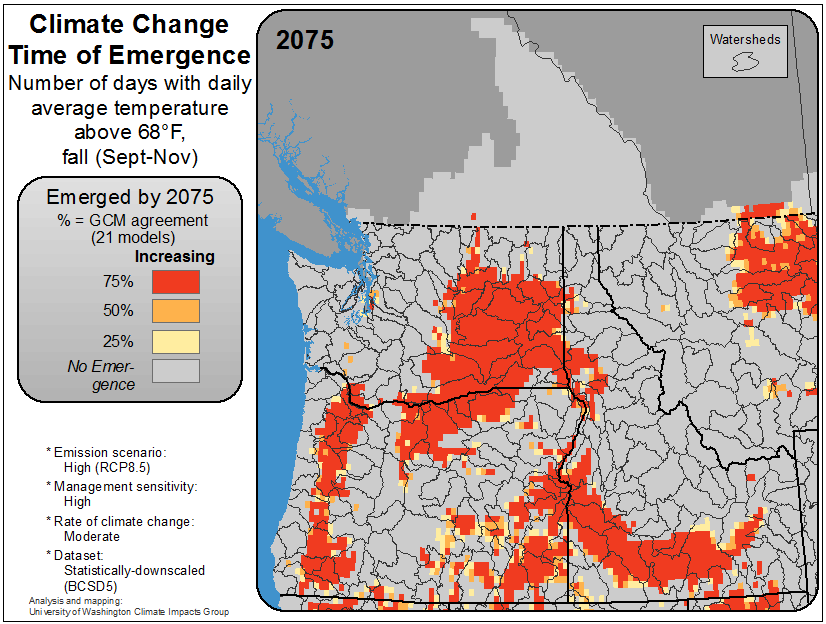 Climate Change
Time of Emergence
Number of days with daily
average temperature
above 68°F,
fall (Sept-Nov)
Emerged by 2075
% = GCM agreement
(21 models)
Increasing
75%
50%
25%
No Emer-
gence
* Emission scenario:
High (RCP8.5)
* Management sensitivity:
High
* Rate of climate change:
Moderate
* Dataset:
Statistically-downscaled
(BCSD5)
Analysis and mapping:
University of Washington Climate Impacts Group
2075
Watersheds